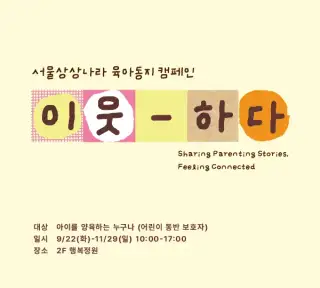 서울상상나라 육아동지 캠페인
이웃-하다
Sharing Parenting Stories,
Feeling Connected
대상 아이를 양육하는 누구나 (어린이 동반 보호자)
일시 9/22(화)-11/29(일) 10:00-17:00
장소 2F 행복정원